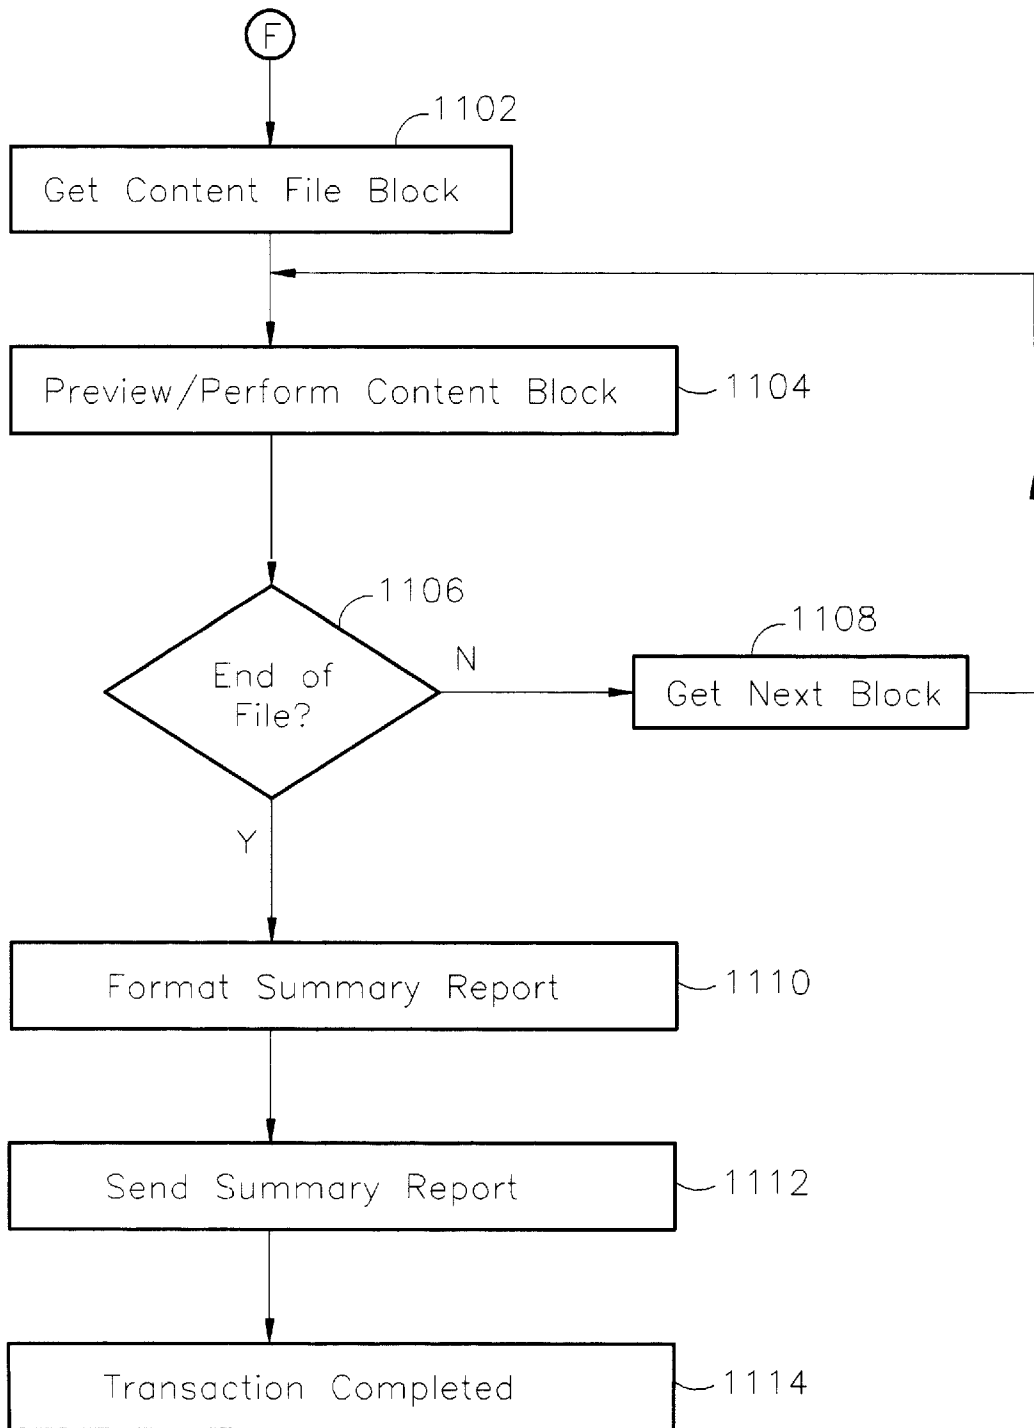 F
1102
Get Content File Block
Preview/Perform Content Block
1104
1106
End of
File?
N
1108
Get Next Block
Y
Format Summary Report
1110
Send Summary Report
1112
Transaction Completed
1114